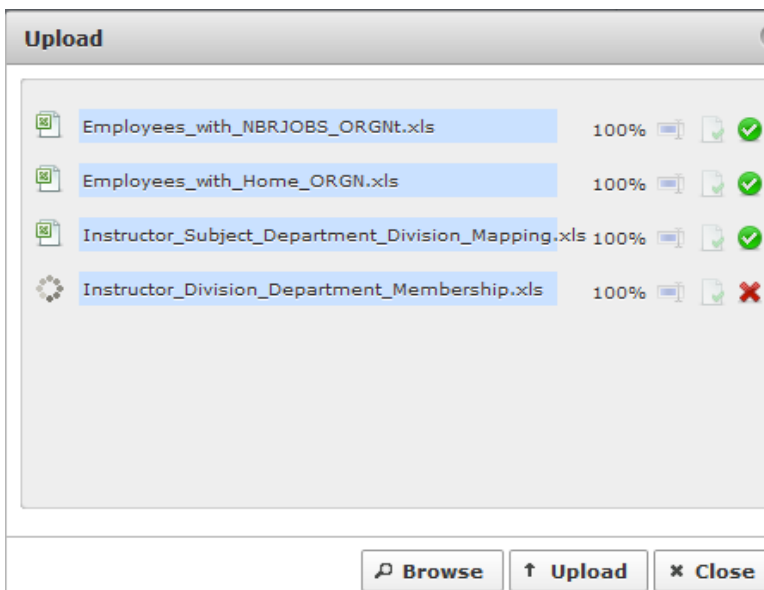 Upload
Employees_with_NBRJOBS_ORGNt.xls 100%
Employees_with_Home_ORGN.xls 100%
Instructor_Subject_Department_Division_Mapping.xls 100%
Instructor_Division_Department_Membership.xls 100%
Browse Upload Close